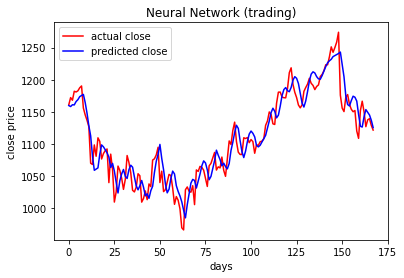 Neural Network (trading)
actual close
predicted close
close price
1250
1200
1150
1100
1050
1000
0 25 50 75 100 125 150 175
days